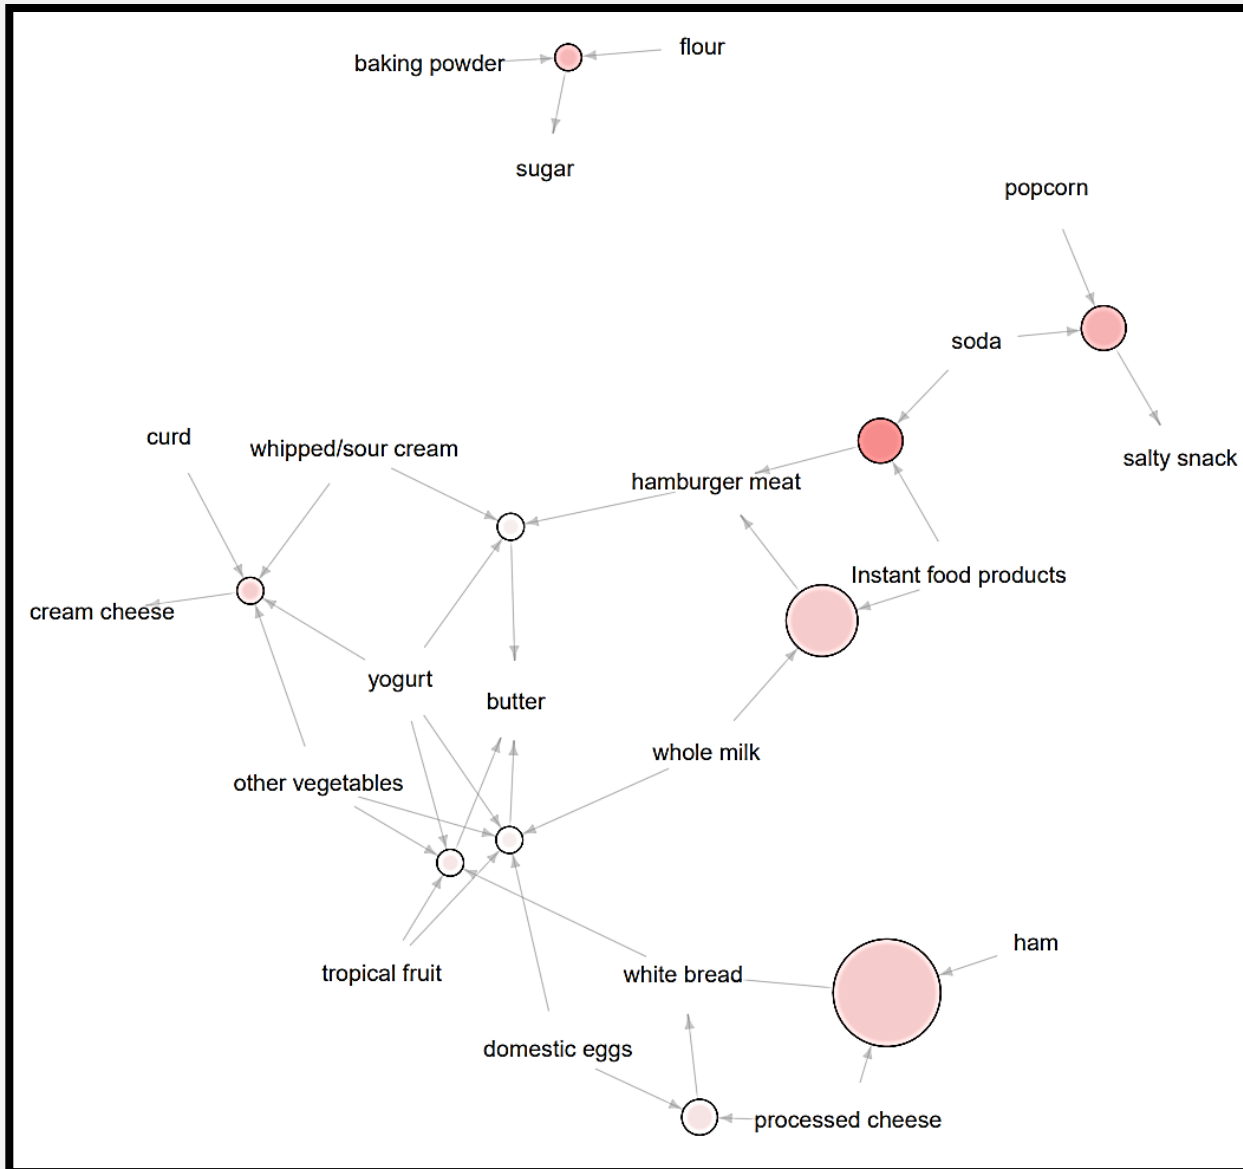 flour
baking powder
sugar
popcorn
soda
curd
whipped/sour cream
salty snack
hamburger meat
Instant food products
cream cheese
yogurt
butter
whole milk
other vegetables
ham
tropical fruit
white bread
domestic eggs
processed cheese